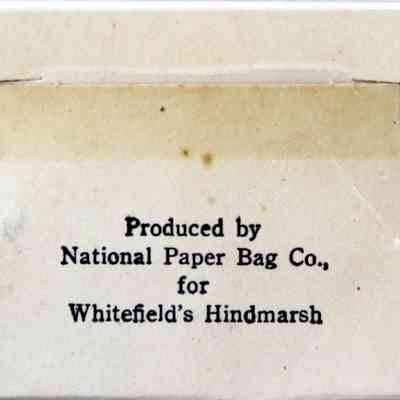 Produced by
National Paper Bag Co.,
for
Whitefield's Hindmarsh